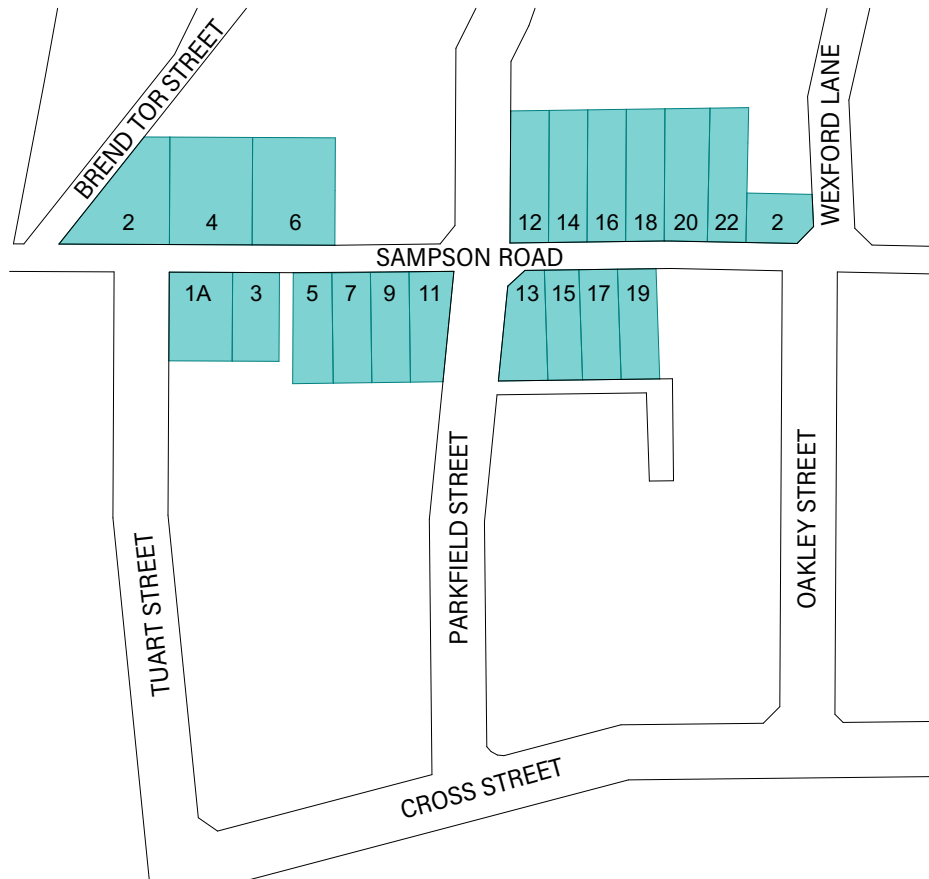 BREND TOR STREET
WEXFORD LANE
2 4 6 12 14 16 18 20 22 2
SAMPSON ROAD
1A 3 5 7 9 11 13 15 17 19
TUART STREET
PARKFIELD STREET
OAKLEY STREET
CROSS STREET